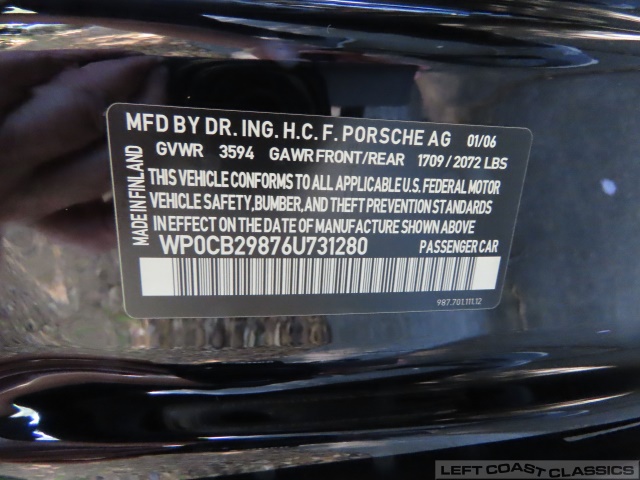 MFD BY DR. ING. H.C. F. PORSCHE AG 01/06
GVWR 3594 GAWR FRONT/REAR 1709 / 2072 LBS
THIS VEHICLE CONFORMS TO ALL APPLICABLE U.S. FEDERAL MOTOR
VEHICLE SAFETY, BUMBER, AND THEFT PREVENTION STANDARDS
IN EFFECT ON THE DATE OF MANUFACTURE SHOWN ABOVE
WP0CB29876U731280 PASSENGER CAR
987.701.111.12
MADE IN FINLAND
LEFT COAST CLASSICS